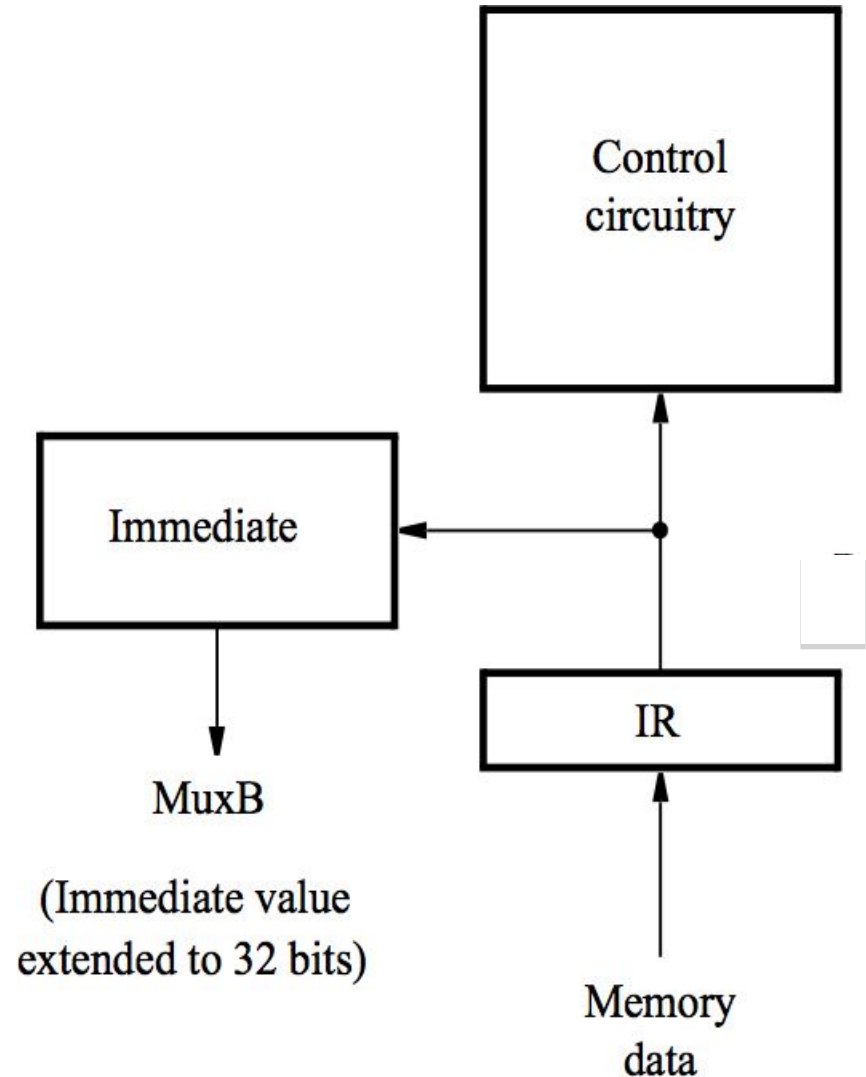 Control
circuitry
Immediate
IR
MuxB
(Immediate value
extended to 32 bits)
Memory
data